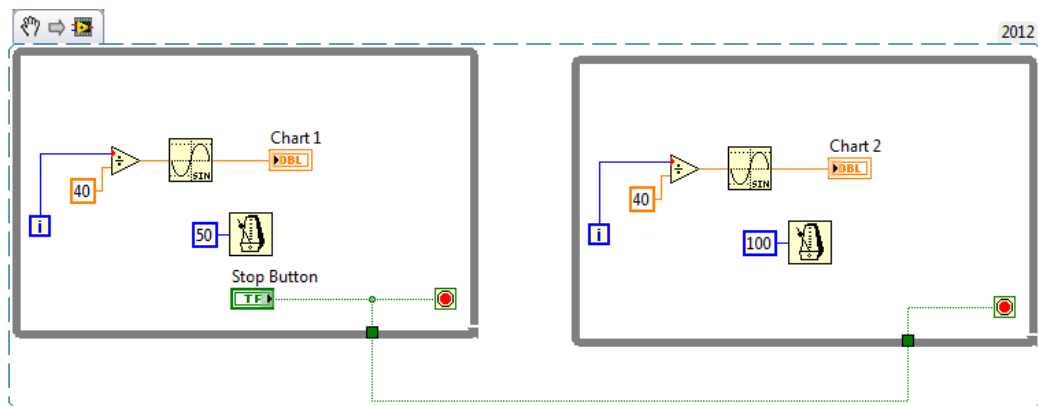 2012
Chart 1
DBL
SIN
40
i
50
Stop Button
TF
Chart 2
DBL
SIN
40
i
100